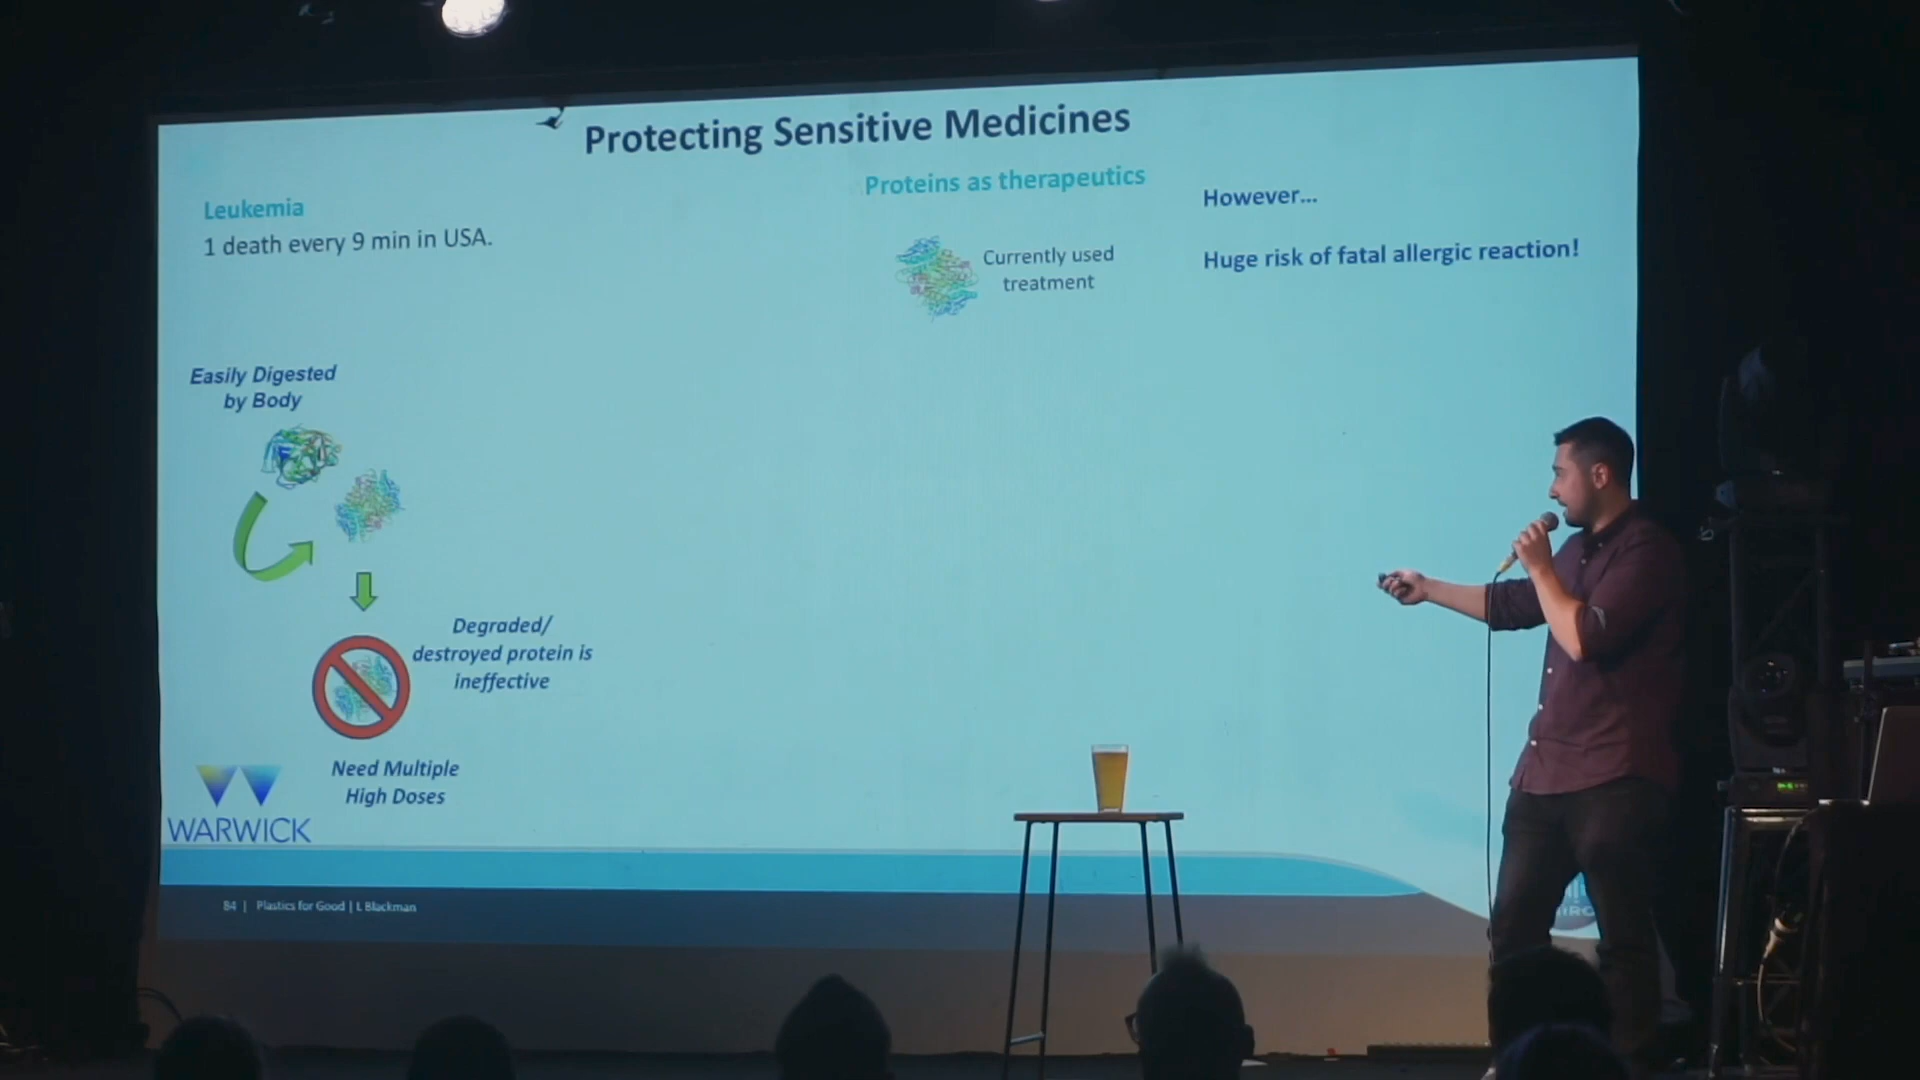 Protecting Sensitive Medicines
Leukemia
1 death every 9 min in USA.
Proteins as therapeutics
Currently used
treatment
However...
Huge risk of fatal allergic reaction!
Easily Digested
by Body
Degraded/
destroyed protein is
ineffective
Need Multiple
High Doses
WARWICK
84 | Plastics for Good | L Blackman